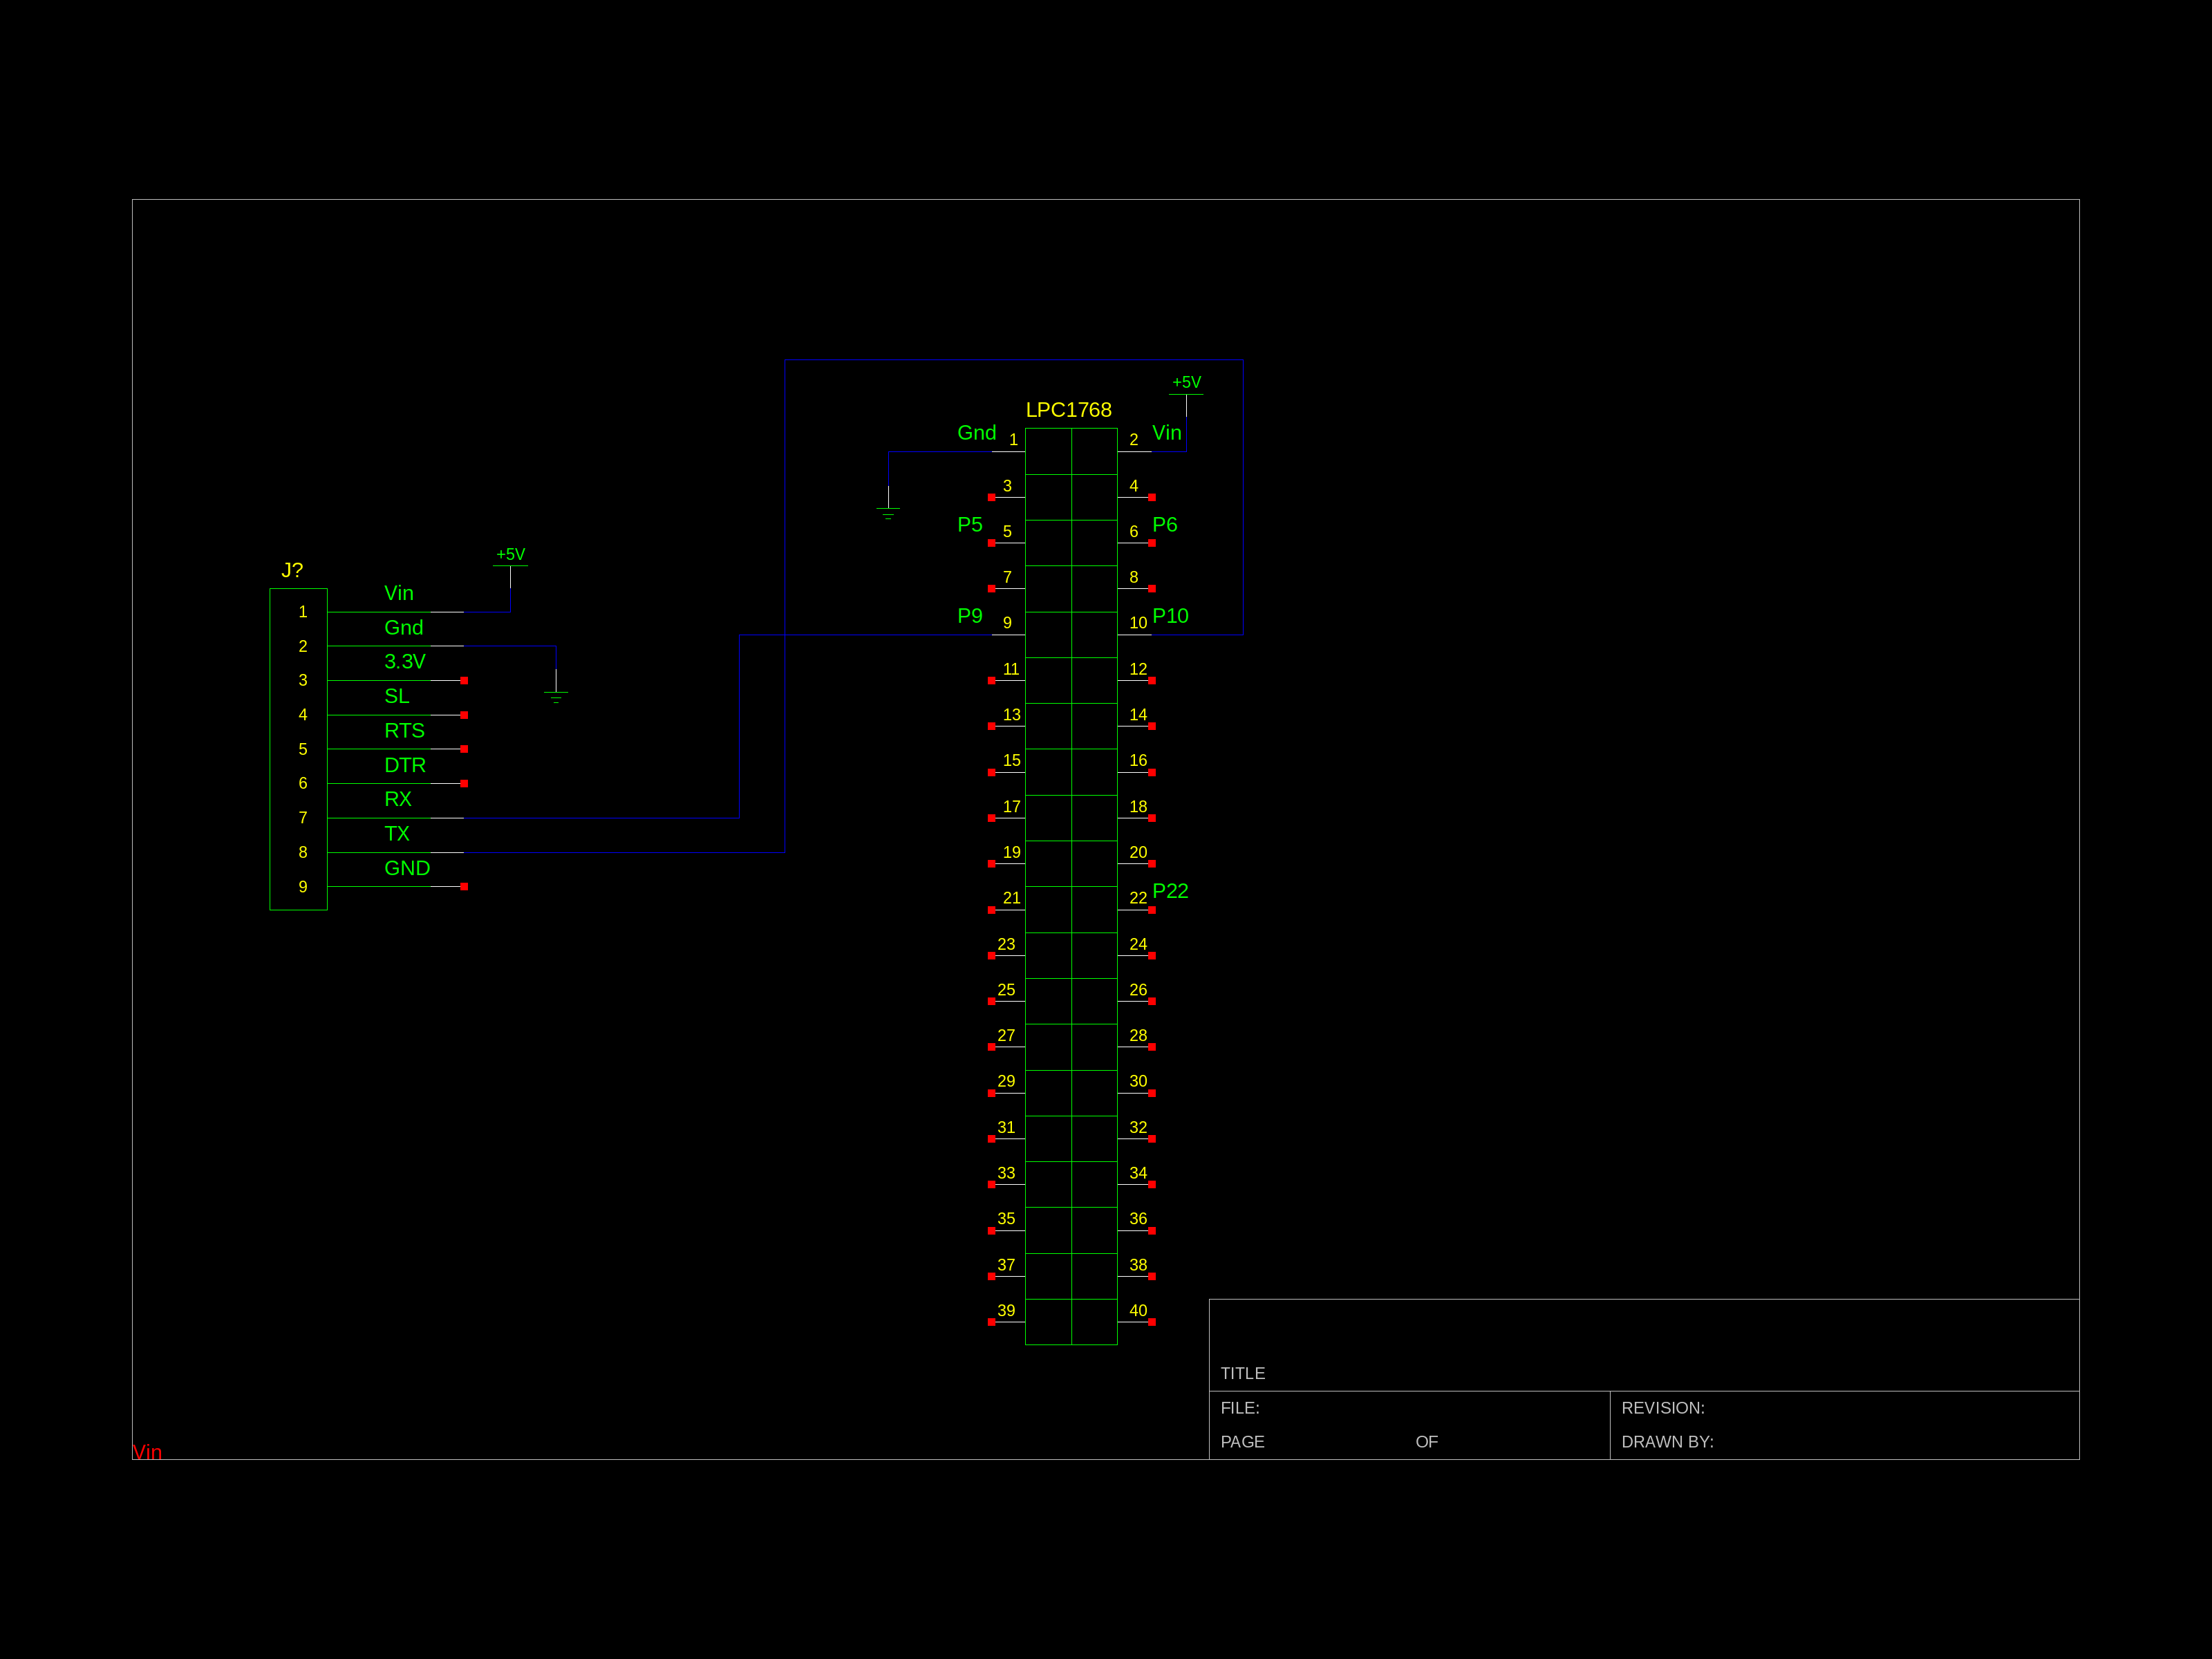 +5V
LPC1768
Gnd 1 2 Vin
3 4
P5 5 6 P6
7 8
P9 9 10 P10
11 12
13 14
15 16
17 18
19 20
21 22 P22
23 24
25 26
27 28
29 30
31 32
33 34
35 36
37 38
39 40
+5V
J?
1 Vin
2 Gnd
3 3.3V
4 SL
5 RTS
6 DTR
7 RX
8 TX
9 GND
TITLE
FILE:
REVISION:
PAGE OF
DRAWN BY:
Vin